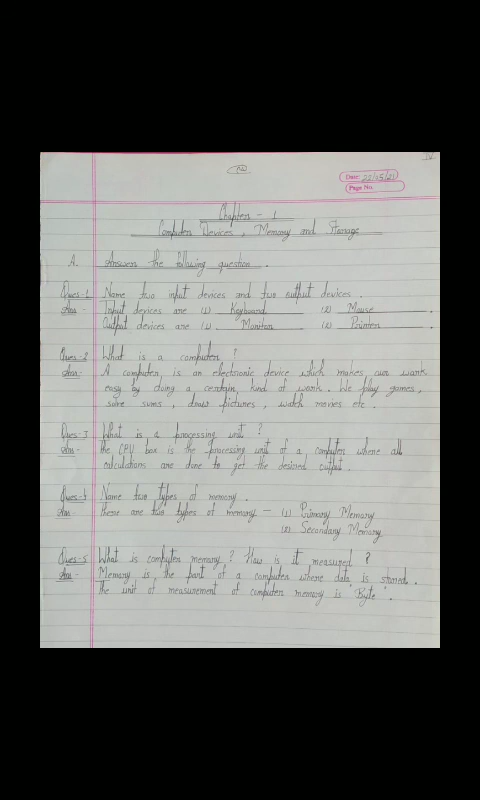 IV
Date: 22/05/21
Page No.
Chapter - 1
Computer Devices, Memory and Storage
A. Answers the following question.
Ques-1 Name two input devices and two output devices.
Ans - Input devices are (1) Keyboard (2) Mouse.
Output devices are (1) Monitor (2) Printer.
Ques-2 What is a computer?
Ans- A computer, is an electronic device which makes our work
easy by doing a certain kind of work. We play games,
solve sums, draw pictures, watch movies etc.
Ques-3 What is a processing unit?
Ans- the CPU box is the processing unit of a computer where all
calculations are done to get the desired output.
Ques-4 Name two types of memory.
Ans- there are two types of memory - (1) Primary Memory
(2) Secondary Memory
Ques-5 What is computer memory? How is it measured?
Ans- Memory is the part of a computer where data is stored.
the unit of measurement of computer memory is "Byte".